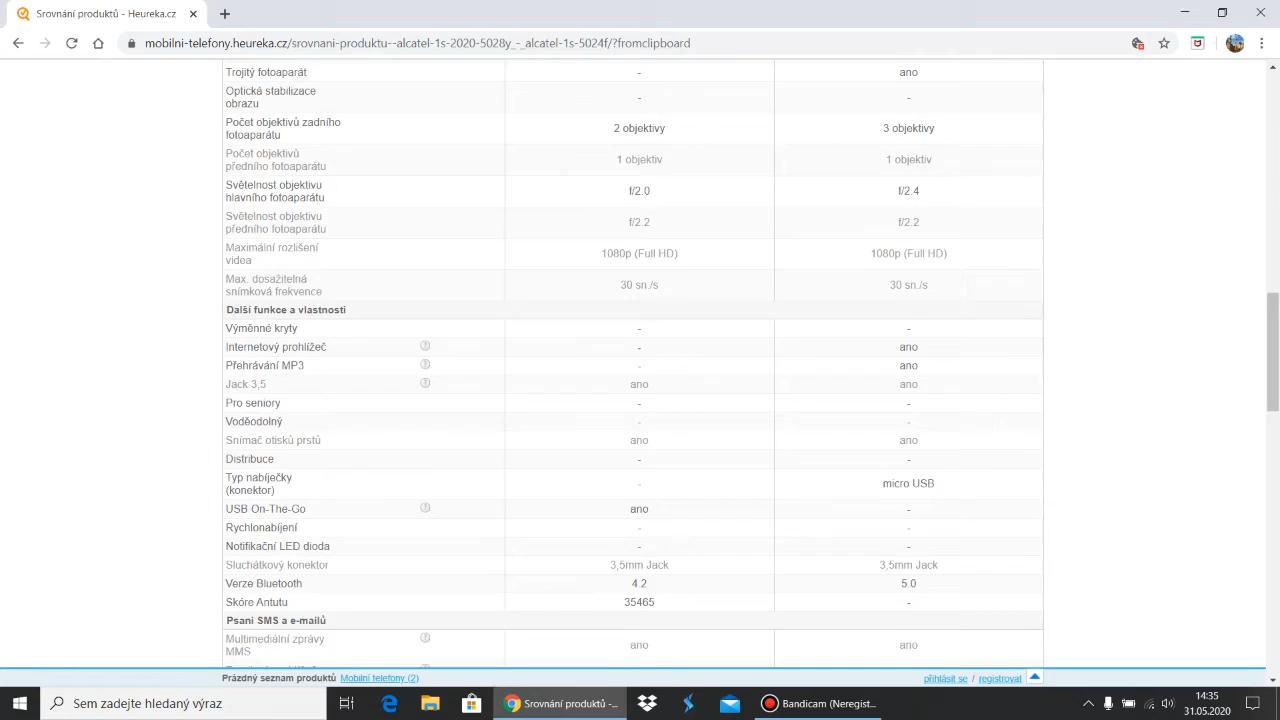 Srovnání produktů - Heureka.cz
mobilni-telefony.heureka.cz/srovnani-produktu--alcatel-1s-2020-5028y_-_alcatel-1s-5024f/?fromclipboard
Trojitý fotoaparát - ano
Optická stabilizace
obrazu - -
Počet objektivů zadního
fotoaparátu 2 objektivy 3 objektivy
Počet objektivů
předního fotoaparátu 1 objektiv 1 objektiv
Světelnost objektivu
hlavního fotoaparátu f/2.0 f/2.4
Světelnost objektivu
předního fotoaparátu f/2.2 f/2.2
Maximální rozlišení
videa 1080p (Full HD) 1080p (Full HD)
Max. dosažitelná
snímková frekvence 30 sn./s 30 sn./s
Další funkce a vlastnosti
Výměnné kryty - -
Internetový prohlížeč - ano
Přehrávání MP3 - ano
Jack 3,5 ano ano
Pro seniory - -
Voděodolný - -
Snímač otisků prstů ano ano
Distribuce - -
Typ nabíječky
(konektor) - micro USB
USB On-The-Go ano -
Rychlonabíjení - -
Notifikační LED dioda - -
Sluchátkový konektor 3,5mm Jack 3,5mm Jack
Verze Bluetooth 4.2 5.0
Skóre Antutu 35465 -
Psaní SMS a e-mailů
Multimediální zprávy
MMS ano ano
Prázdný seznam produktů Mobilní telefony (2) přihlásit se / registrovat
Sem zadejte hledaný výraz
Srovnání produktů -...
Bandicam (Neregist...
14:35
31.05.2020